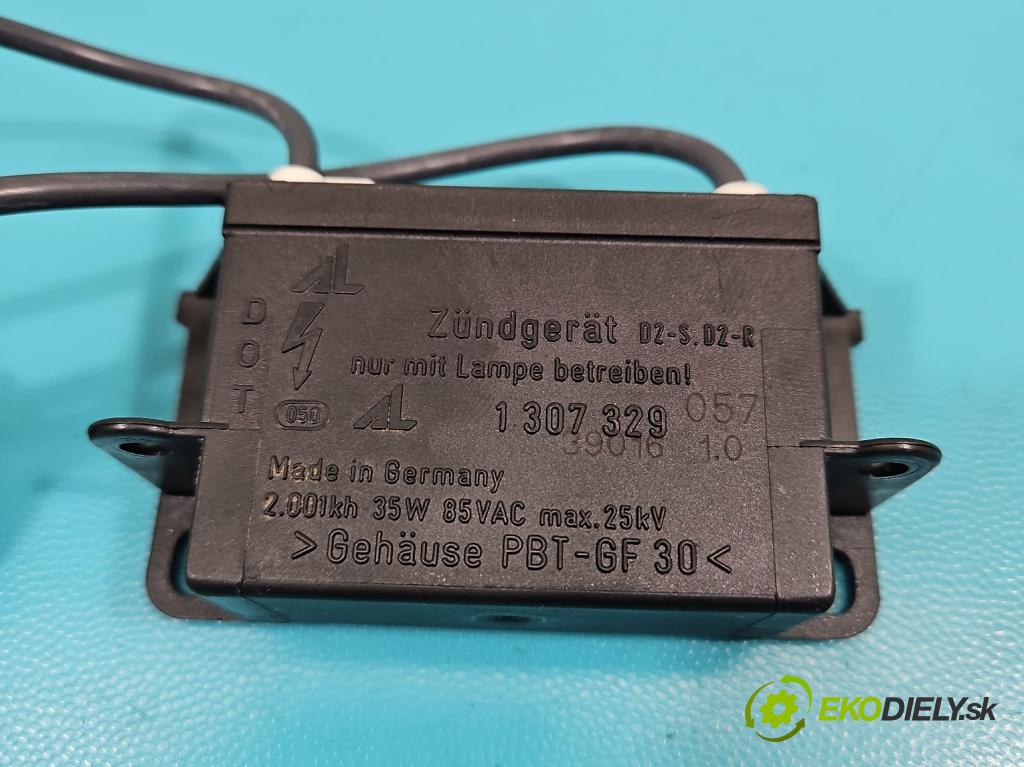 AL
DOT
Zündgerät D2-S. D2-R
nur mit Lampe betreiben!
050 AL 1 307 329 057
39016 1.0
Made in Germany
2.001kh 35W 85VAC max.25kV
>Gehäuse PBT-GF 30<
EKODIELY.sk